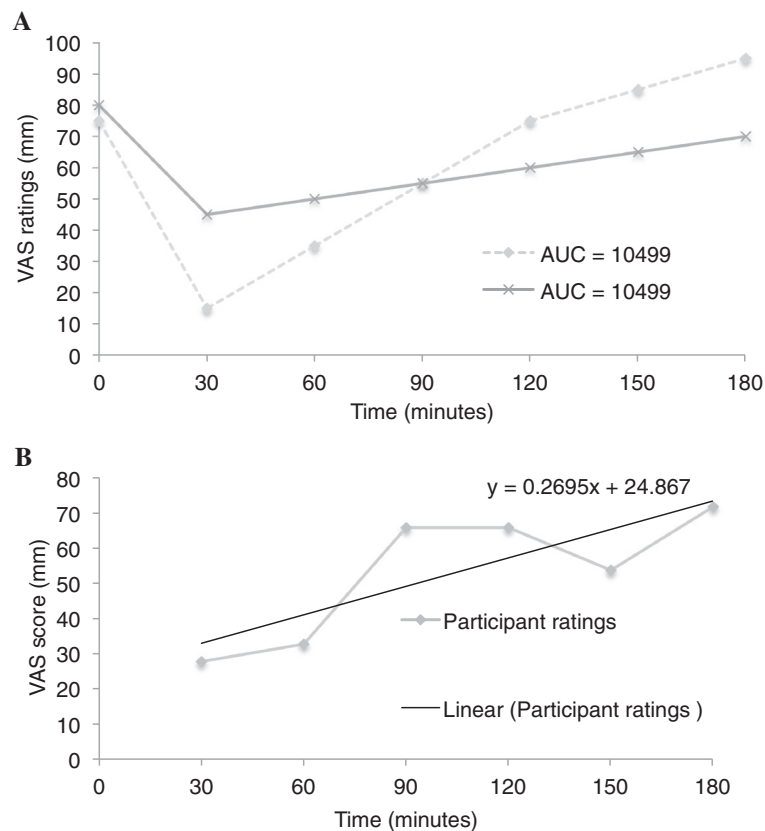 A
100
90
80
70
60
50
40
30
20
10
0
VAS ratings (mm)
AUC = 10499
AUC = 10499
0 30 60 90 120 150 180
Time (minutes)
B
80
70
60
50
40
30
20
10
0
VAS score (mm)
y = 0.2695x + 24.867
Participant ratings
Linear (Participant ratings )
0 30 60 90 120 150 180
Time (minutes)